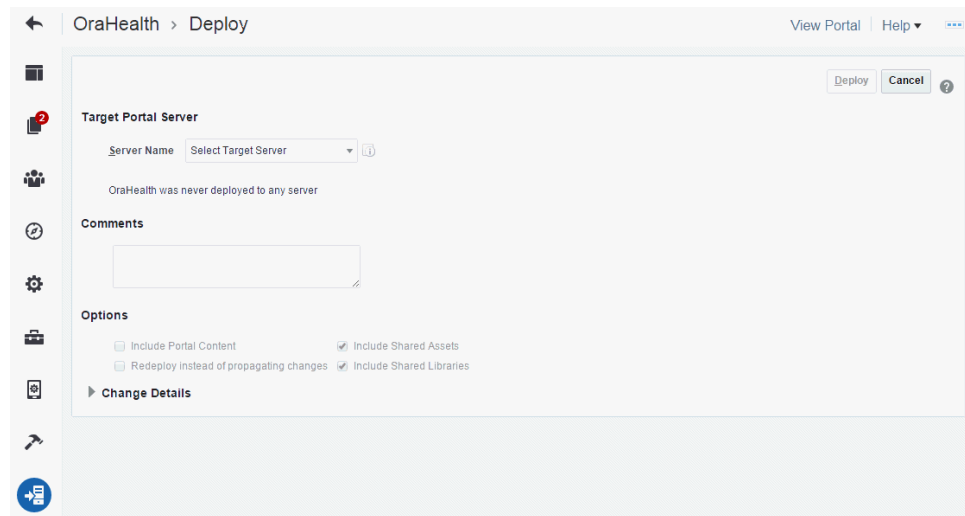 OraHealth > Deploy
View Portal
Help
Deploy
Cancel
2
Target Portal Server
Server Name
Select Target Server
OraHealth was never deployed to any server
Comments
Options
Include Portal Content
Include Shared Assets
Redeploy instead of propagating changes
Include Shared Libraries
Change Details